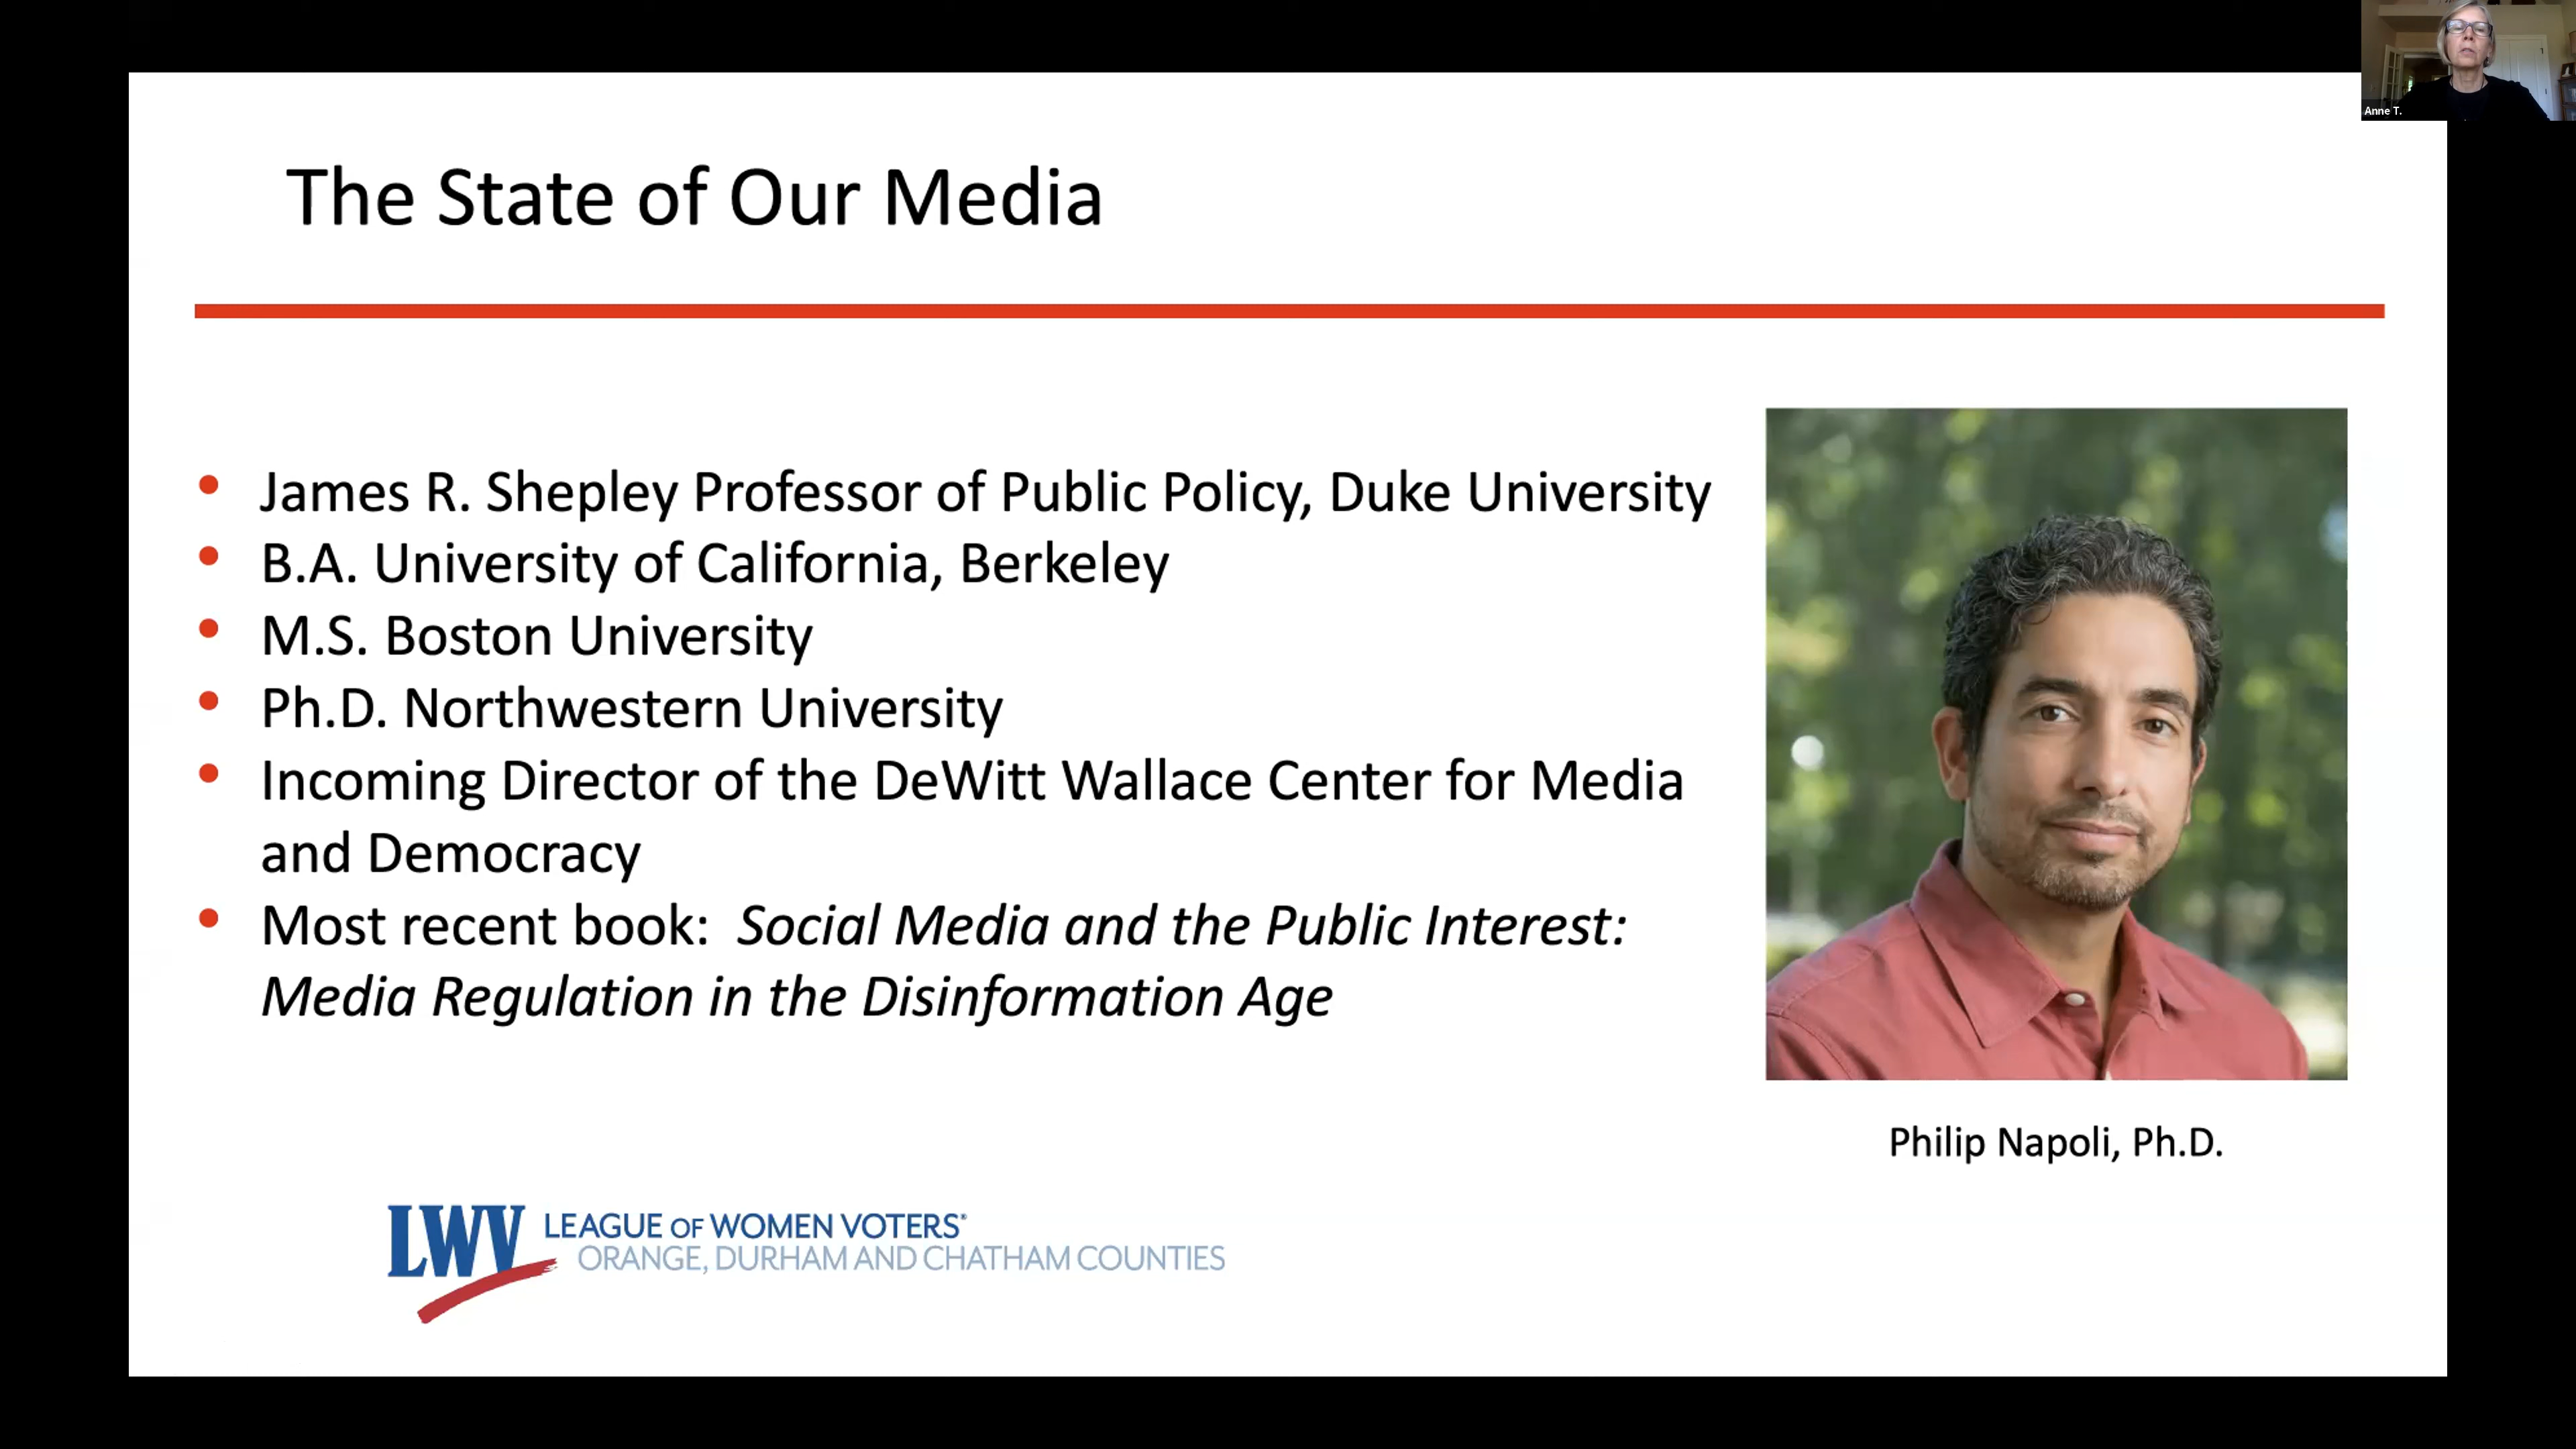 Anne T.
The State of Our Media
• James R. Shepley Professor of Public Policy, Duke University
• B.A. University of California, Berkeley
• M.S. Boston University
• Ph.D. Northwestern University
• Incoming Director of the DeWitt Wallace Center for Media
and Democracy
• Most recent book: Social Media and the Public Interest:
Media Regulation in the Disinformation Age
Philip Napoli, Ph.D.
LWV LEAGUE OF WOMEN VOTERS®
ORANGE, DURHAM AND CHATHAM COUNTIES